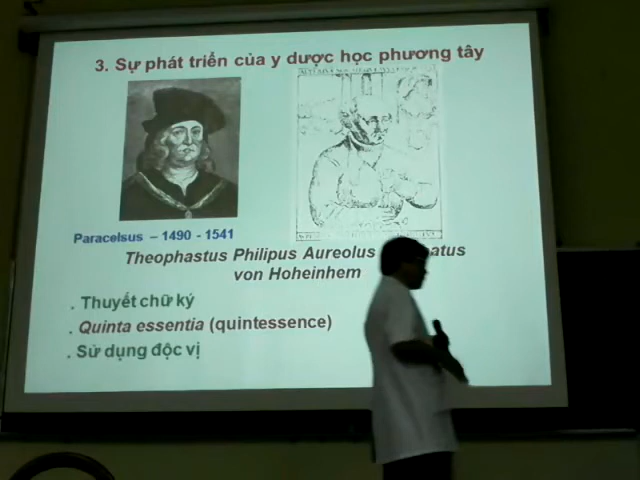 3. Sự phát triển của y dược học phương tây
Paracelsus – 1490 - 1541
Theophastus Philipus Aureolus atus
von Hoheinhem
. Thuyết chữ ký
. Quinta essentia (quintessence)
. Sử dụng độc vị